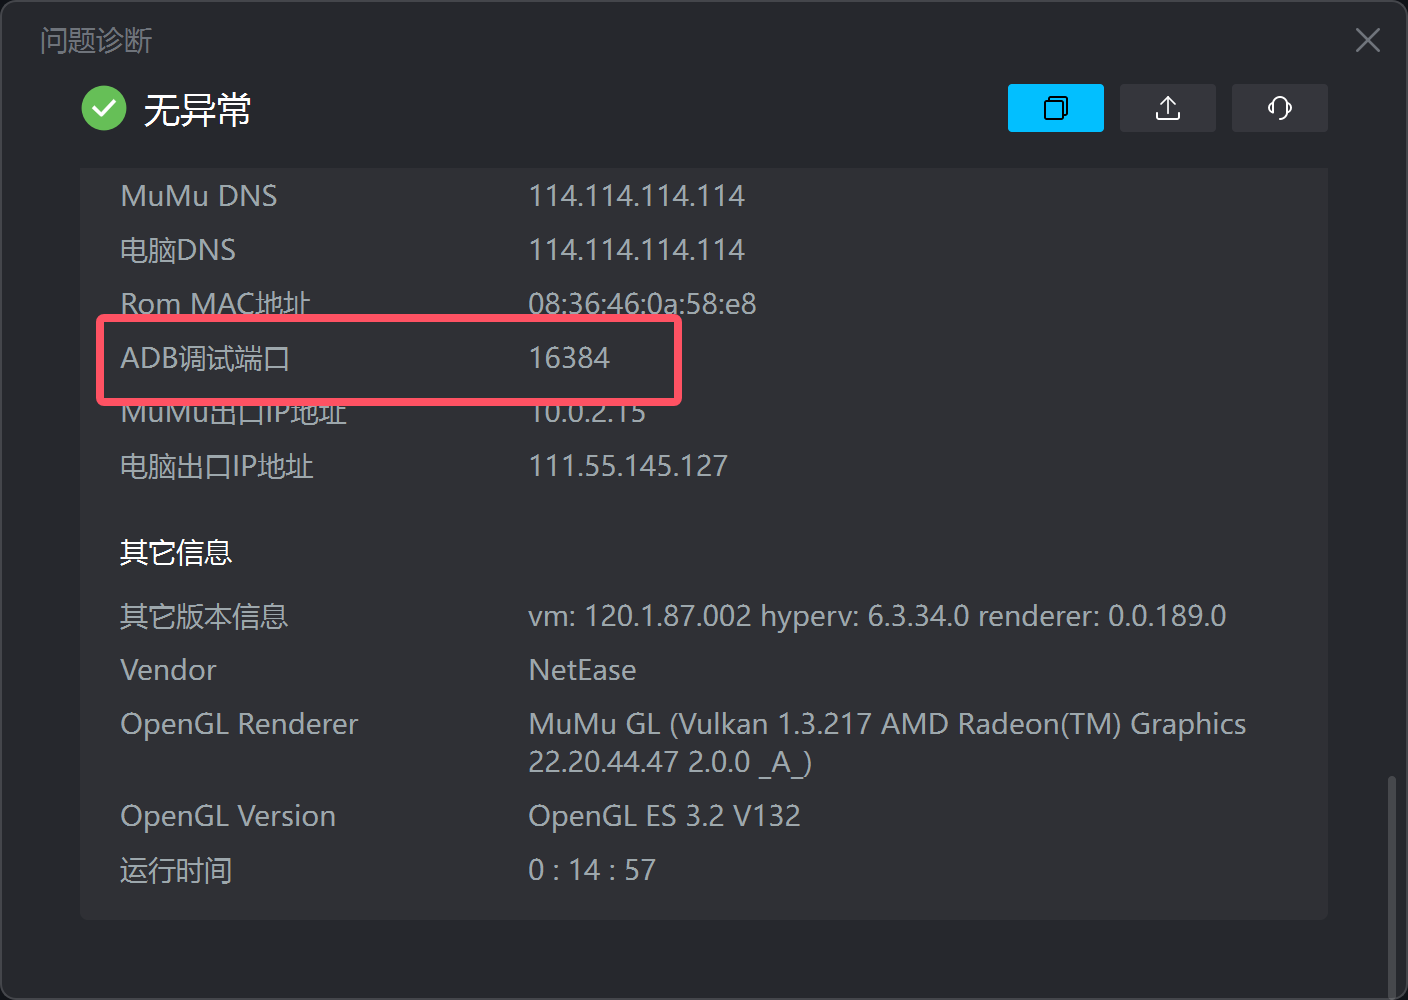 问题诊断
无异常
MuMu DNS 114.114.114.114
电脑DNS 114.114.114.114
Rom MAC地址 08:36:46:0a:58:e8
ADB调试端口 16384
MuMu出口IP地址 10.0.2.15
电脑出口IP地址 111.55.145.127
其它信息
其它版本信息 vm: 120.1.87.002 hyperv: 6.3.34.0 renderer: 0.0.189.0
Vendor NetEase
OpenGL Renderer MuMu GL (Vulkan 1.3.217 AMD Radeon(TM) Graphics
22.20.44.47 2.0.0 _A_)
OpenGL Version OpenGL ES 3.2 V132
运行时间 0 : 14 : 57